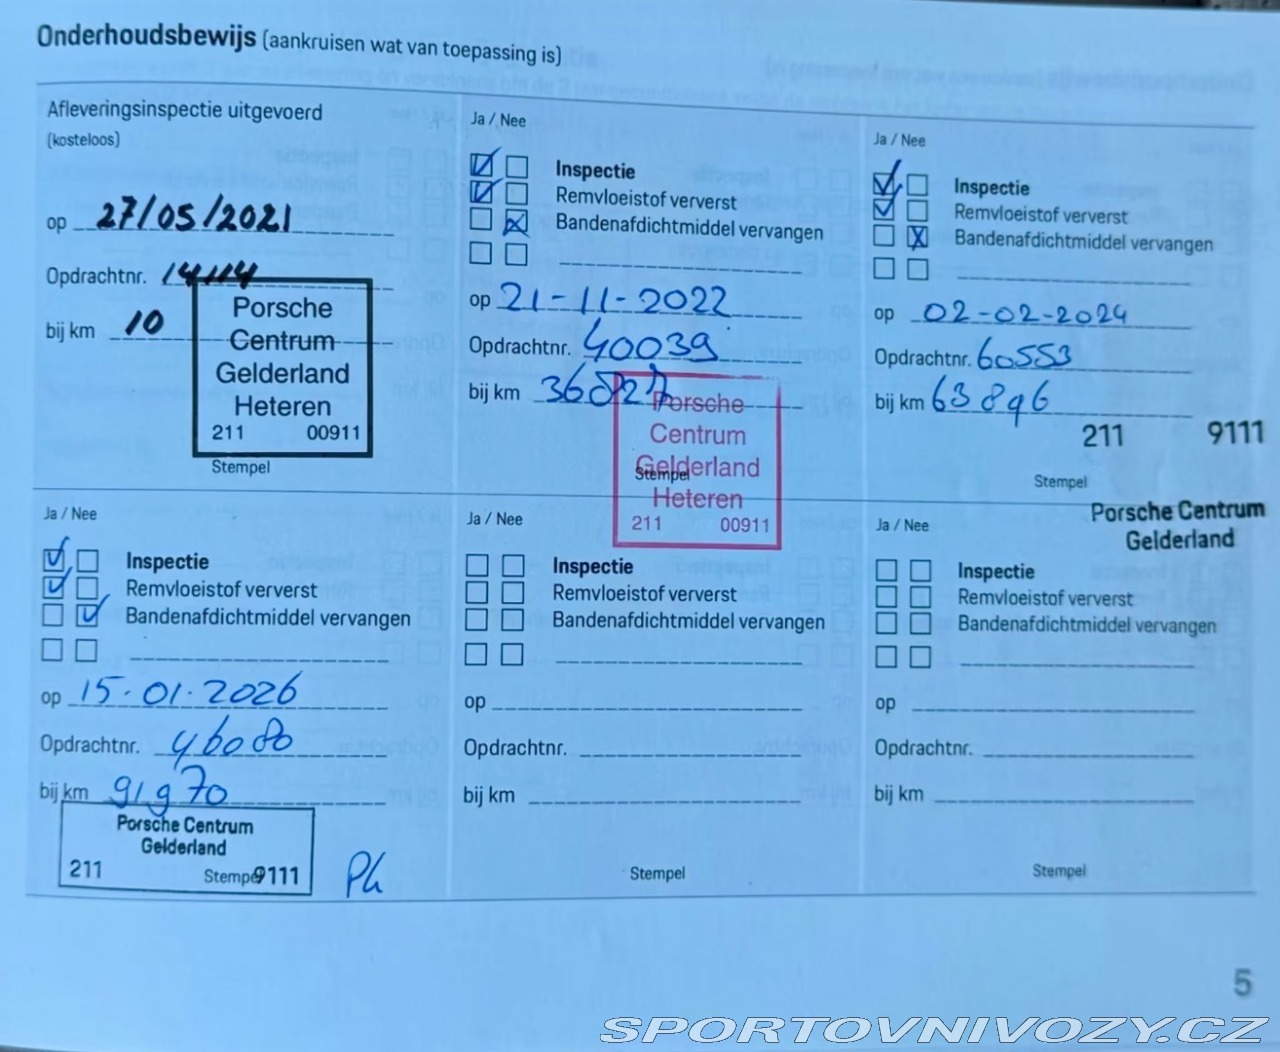 Onderhoudsbewijs (aankruisen wat van toepassing is)
Afleveringsinspectie uitgevoerd
(kosteloos)
op 27/05/2021
Opdrachtnr. 14114
bij km 10
Porsche
Centrum
Gelderland
Heteren
211 00911
Stempel
Ja / Nee
Inspectie
Remvloeistof ververst
Bandenafdichtmiddel vervangen
op 21-11-2022
Opdrachtnr. 40039
bij km 36827
Porsche
Centrum
Gelderland
Stempel
Heteren
211 00911
Ja / Nee
Inspectie
Remvloeistof ververst
Bandenafdichtmiddel vervangen
op 02-02-2024
Opdrachtnr. 60553
bij km 63896
211 9111
Stempel
Porsche Centrum
Gelderland
Ja / Nee
Inspectie
Remvloeistof ververst
Bandenafdichtmiddel vervangen
op 15.01.2026
Opdrachtnr. 46080
bij km 91970
Porsche Centrum
Gelderland
211 9111
Stempel
Ja / Nee
Inspectie
Remvloeistof ververst
Bandenafdichtmiddel vervangen
op
Opdrachtnr.
bij km
Stempel
Ja / Nee
Inspectie
Remvloeistof ververst
Bandenafdichtmiddel vervangen
op
Opdrachtnr.
bij km
Stempel
5
SPORTOVNIVOZY.CZ